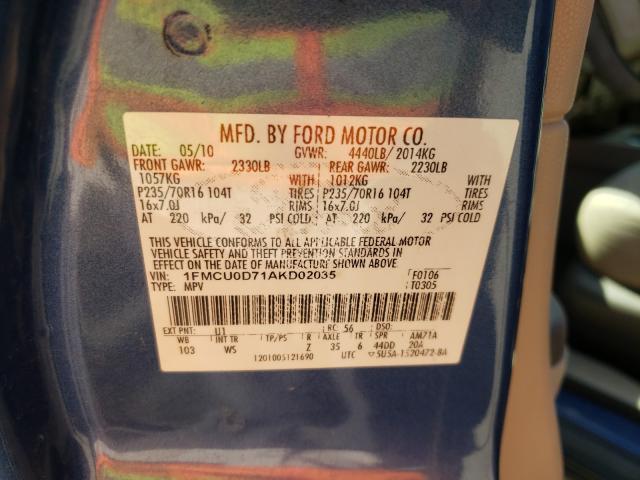 MFD. BY FORD MOTOR CO.
DATE: 05/10 GVWR: 4440LB/ 2014KG
FRONT GAWR: 2330LB REAR GAWR: 2230LB
1057KG WITH 1012KG WITH
P235/70R16 104T TIRES P235/70R16 104T TIRES
16x7.0J RIMS 16x7.0J RIMS
AT 220 kPa/ 32 PSI COLD AT 220 kPa/ 32 PSI COLD
THIS VEHICLE CONFORMS TO ALL APPLICABLE FEDERAL MOTOR
VEHICLE SAFETY AND THEFT PREVENTION STANDARDS IN
EFFECT ON THE DATE OF MANUFACTURE SHOWN ABOVE.
VIN: 1FMCU0D71AKD02035 F0106
TYPE: MPV T0305
EXT PNT: U1 RC: 56 DSO:
WB INT TR TP/PS R AXLE TR SPR AM71A
103 WS Z 35 6 44DD 20A
1201005121690 UTC ▽5U5A-1520472-BA